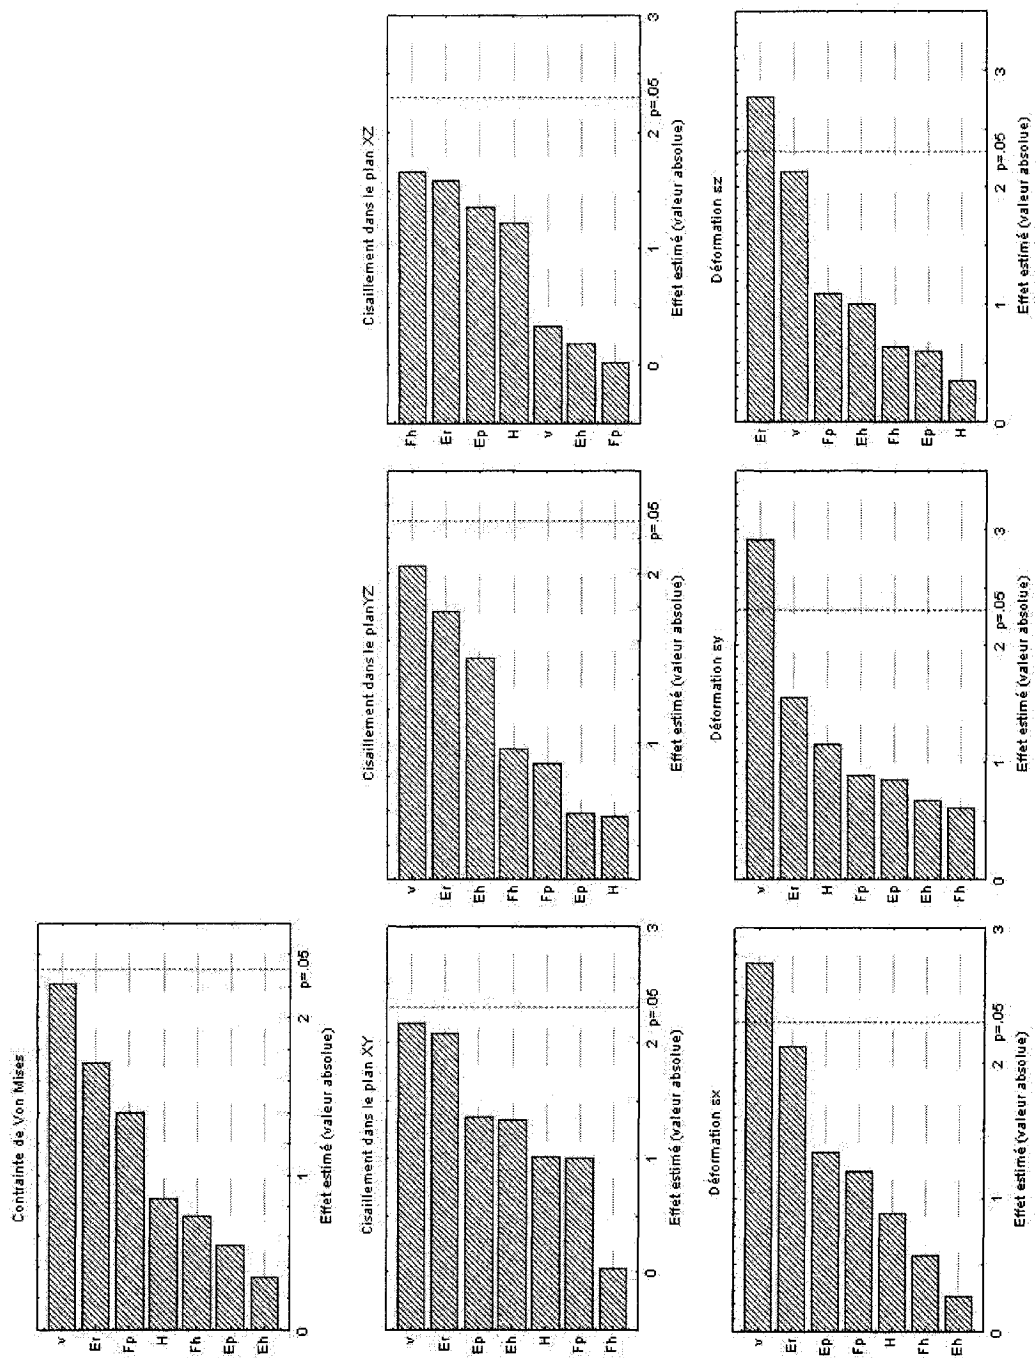 Contrainte de Von Mises
v
Er
Fp
H
Fh
Ep
Eh
0 1 2 p=.05
Effet estimé (valeur absolue)
Cisaillement dans le plan XY
v
Er
Ep
Eh
H
Fp
Fh
0 1 2 p=.05 3
Effet estimé (valeur absolue)
Cisaillement dans le plan YZ
v
Er
Eh
Fh
Fp
Ep
H
1 2 p=.05
Effet estimé (valeur absolue)
Cisaillement dans le plan XZ
Fh
Er
Ep
H
v
Eh
Fp
0 1 2 p=.05 3
Effet estimé (valeur absolue)
Déformation εx
v
Er
Ep
Fp
H
Fh
Eh
0 1 2 p=.05 3
Effet estimé (valeur absolue)
Déformation εy
v
Er
H
Fp
Ep
Eh
Fh
0 1 2 p=.05 3
Effet estimé (valeur absolue)
Déformation εz
Er
v
Fp
Eh
Fh
Ep
H
0 1 2 p=.05 3
Effet estimé (valeur absolue)